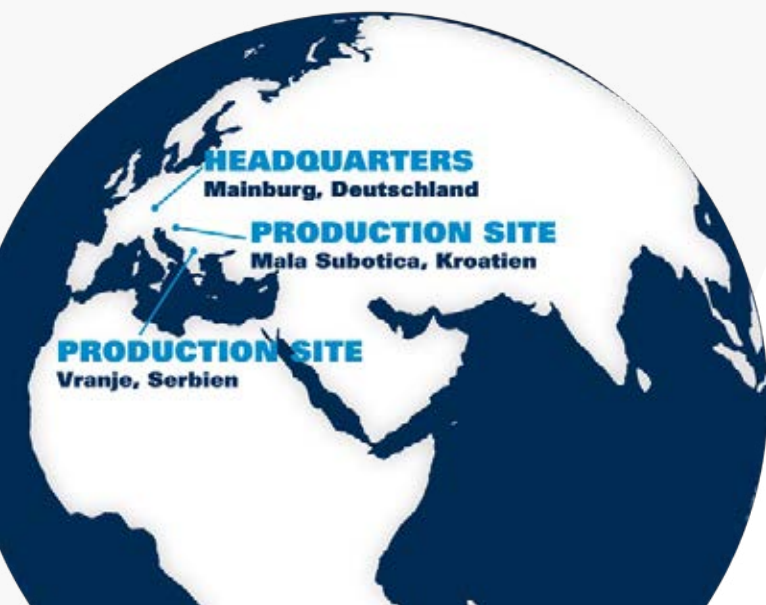 HEADQUARTERS
Mainburg, Deutschland
PRODUCTION SITE
Mala Subotica, Kroatien
PRODUCTION SITE
Vranje, Serbien